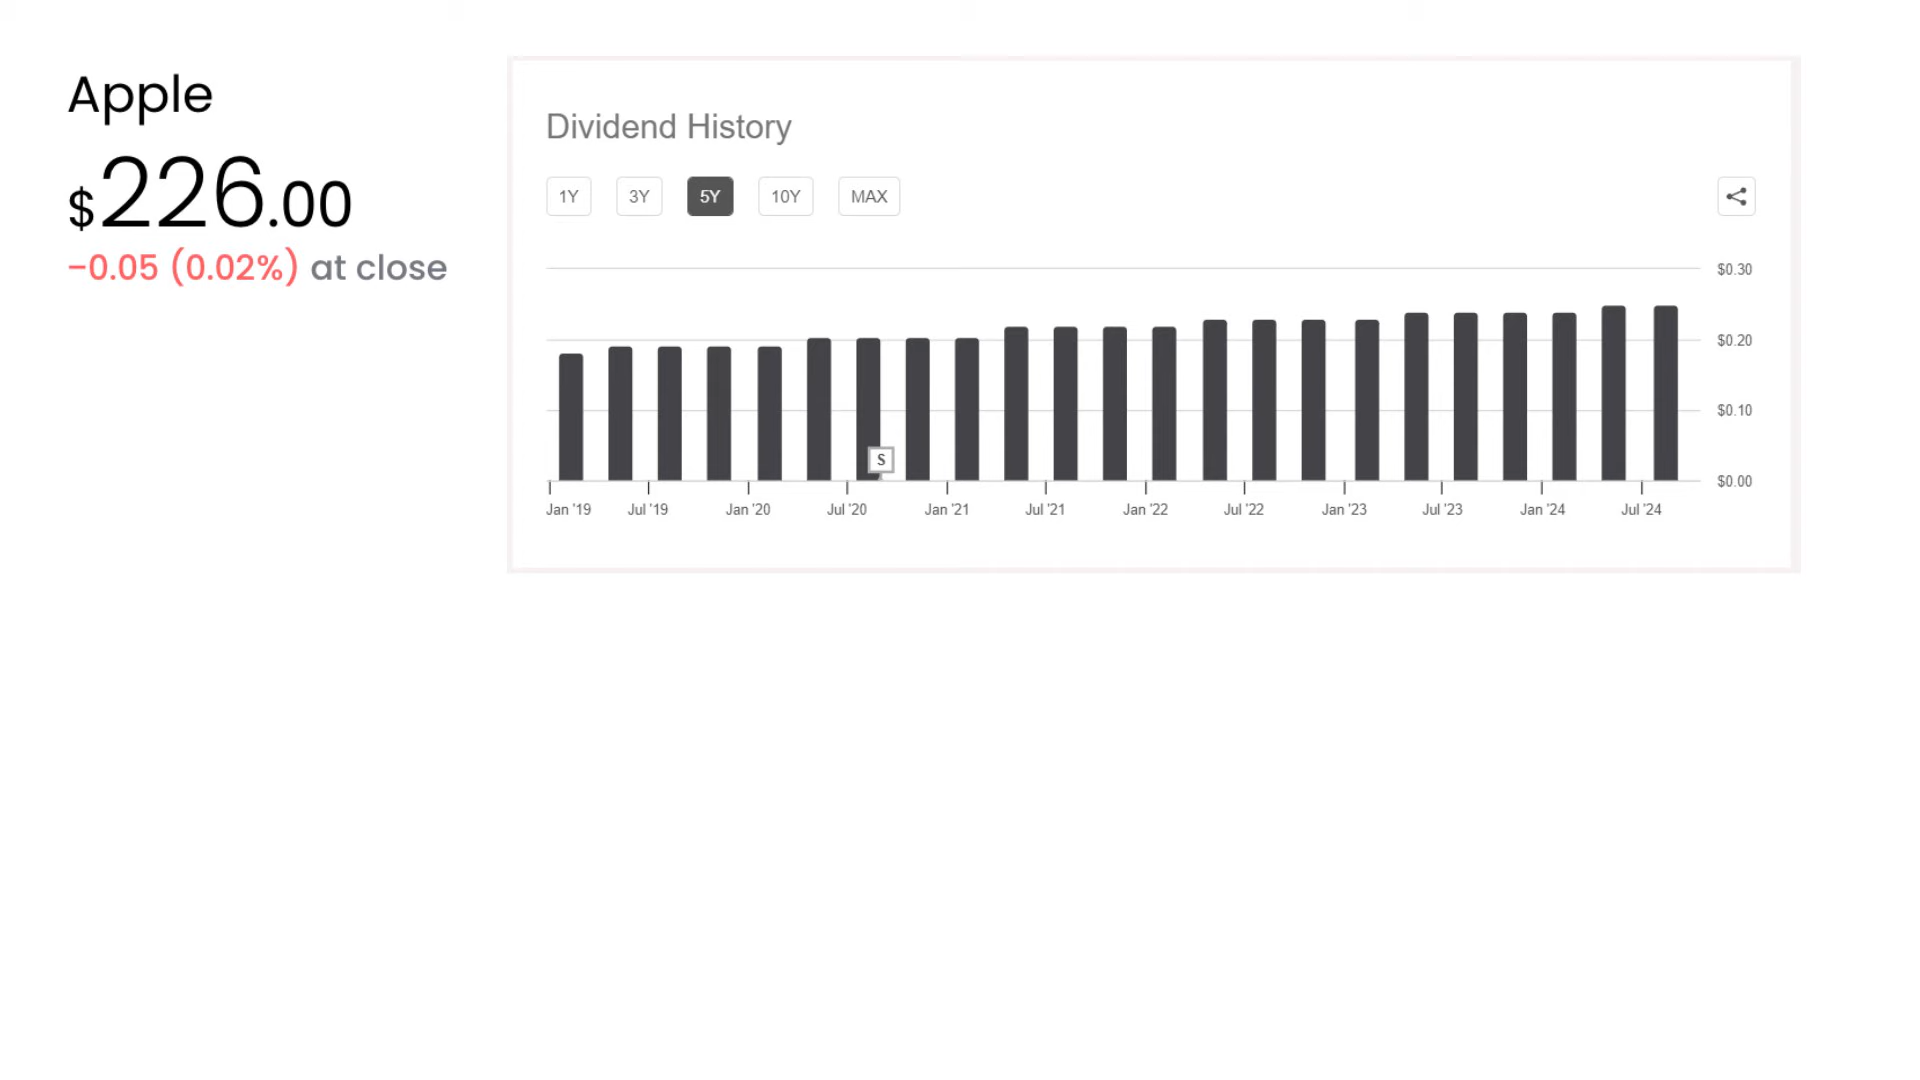 Apple
$226.00
−0.05 (0.02%) at close
Dividend History
1Y 3Y 5Y 10Y MAX
$0.30
$0.20
$0.10
S
$0.00
Jan '19 Jul '19 Jan '20 Jul '20 Jan '21 Jul '21 Jan '22 Jul '22 Jan '23 Jul '23 Jan '24 Jul '24